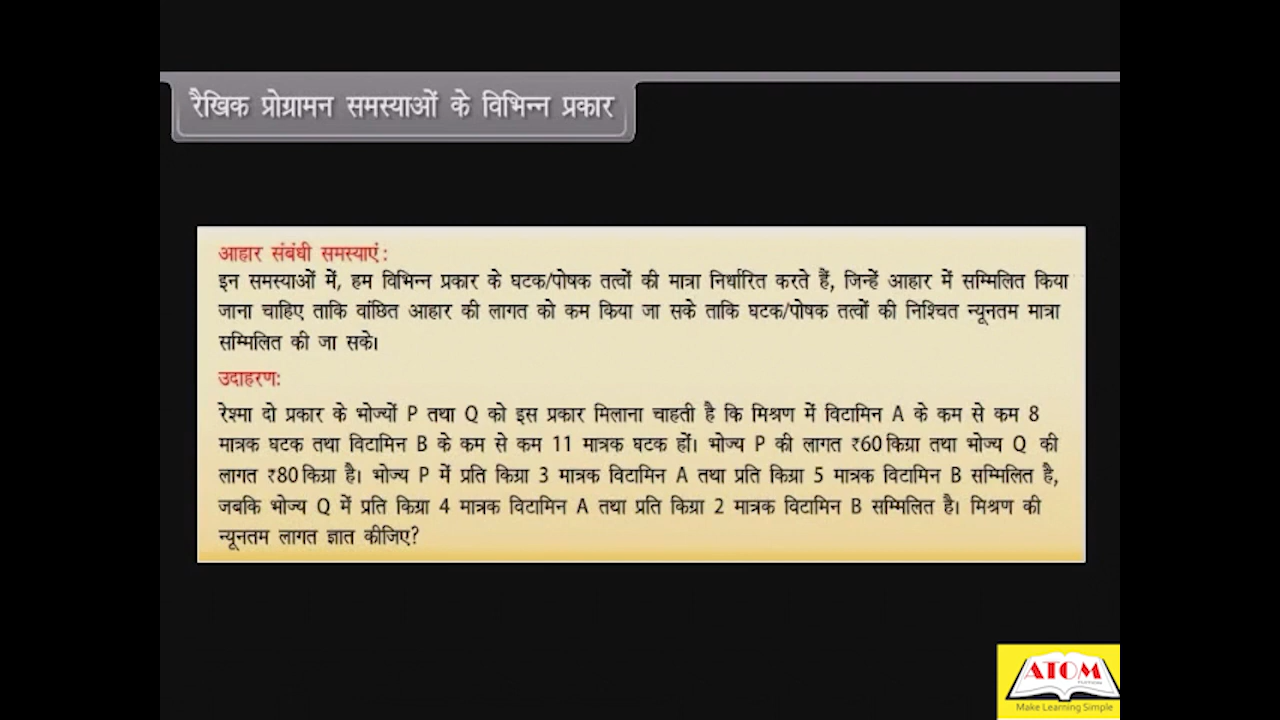 रैखिक प्रोग्रामन समस्याओं के विभिन्न प्रकार
आहार संबंधी समस्याएं:
इन समस्याओं में, हम विभिन्न प्रकार के घटक/पोषक तत्वों की मात्रा निर्धारित करते हैं, जिन्हें आहार में सम्मिलित किया
जाना चाहिए ताकि वांछित आहार की लागत को कम किया जा सके ताकि घटक/पोषक तत्वों की निश्चित न्यूनतम मात्रा
सम्मिलित की जा सके।
उदाहरण:
रेश्मा दो प्रकार के भोज्यों P तथा Q को इस प्रकार मिलाना चाहती है कि मिश्रण में विटामिन A के कम से कम 8
मात्रक घटक तथा विटामिन B के कम से कम 11 मात्रक घटक हों। भोज्य P की लागत ₹60 किग्रा तथा भोज्य Q की
लागत ₹80 किग्रा है। भोज्य P में प्रति किग्रा 3 मात्रक विटामिन A तथा प्रति किग्रा 5 मात्रक विटामिन B सम्मिलित है,
जबकि भोज्य Q में प्रति किग्रा 4 मात्रक विटामिन A तथा प्रति किग्रा 2 मात्रक विटामिन B सम्मिलित है। मिश्रण की
न्यूनतम लागत ज्ञात कीजिए?
ATOM
Make Learning Simple